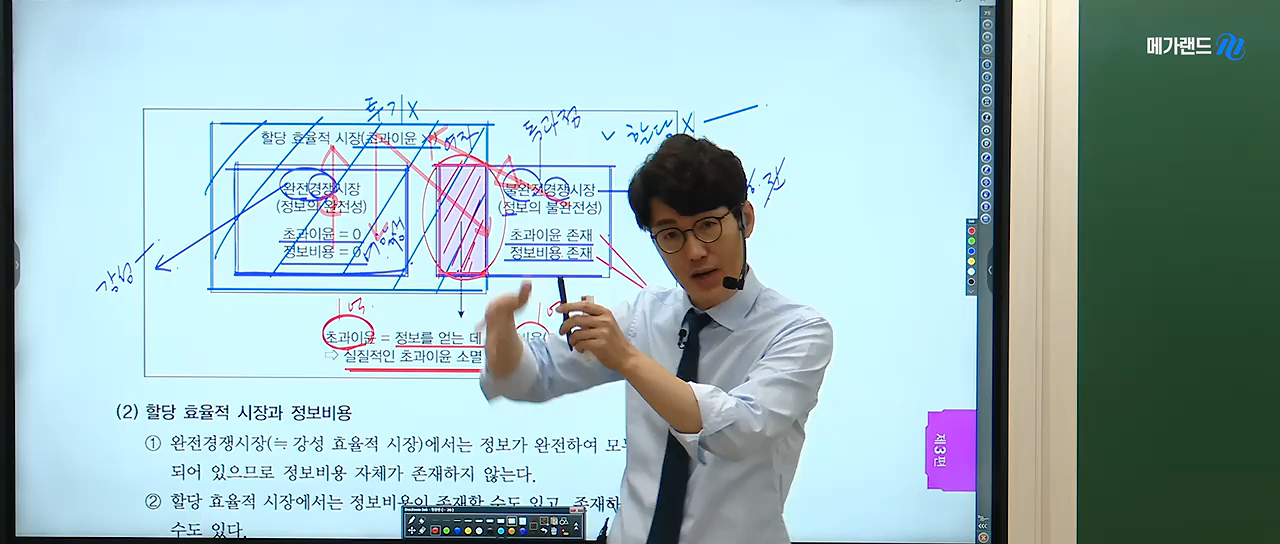 메가랜드
투기 X
독과점
할당 X
할당 효율적 시장(초과이윤
완전경쟁시장
(정보의 완전성)
초과이윤 = 0
정보비용 = 0
불완전경쟁시장
(정보의 불완전성)
초과이윤 존재
정보비용 존재
강성
초과이윤 = 정보를 얻는 데
⇨ 실질적인 초과이윤 소멸
(2) 할당 효율적 시장과 정보비용
① 완전경쟁시장(≒ 강성 효율적 시장)에서는 정보가 완전하여 모두
되어 있으므로 정보비용 자체가 존재하지 않는다.
② 할당 효율적 시장에서는 정보비용이 존재할 수도 있고, 존재하
수도 있다.
제3편